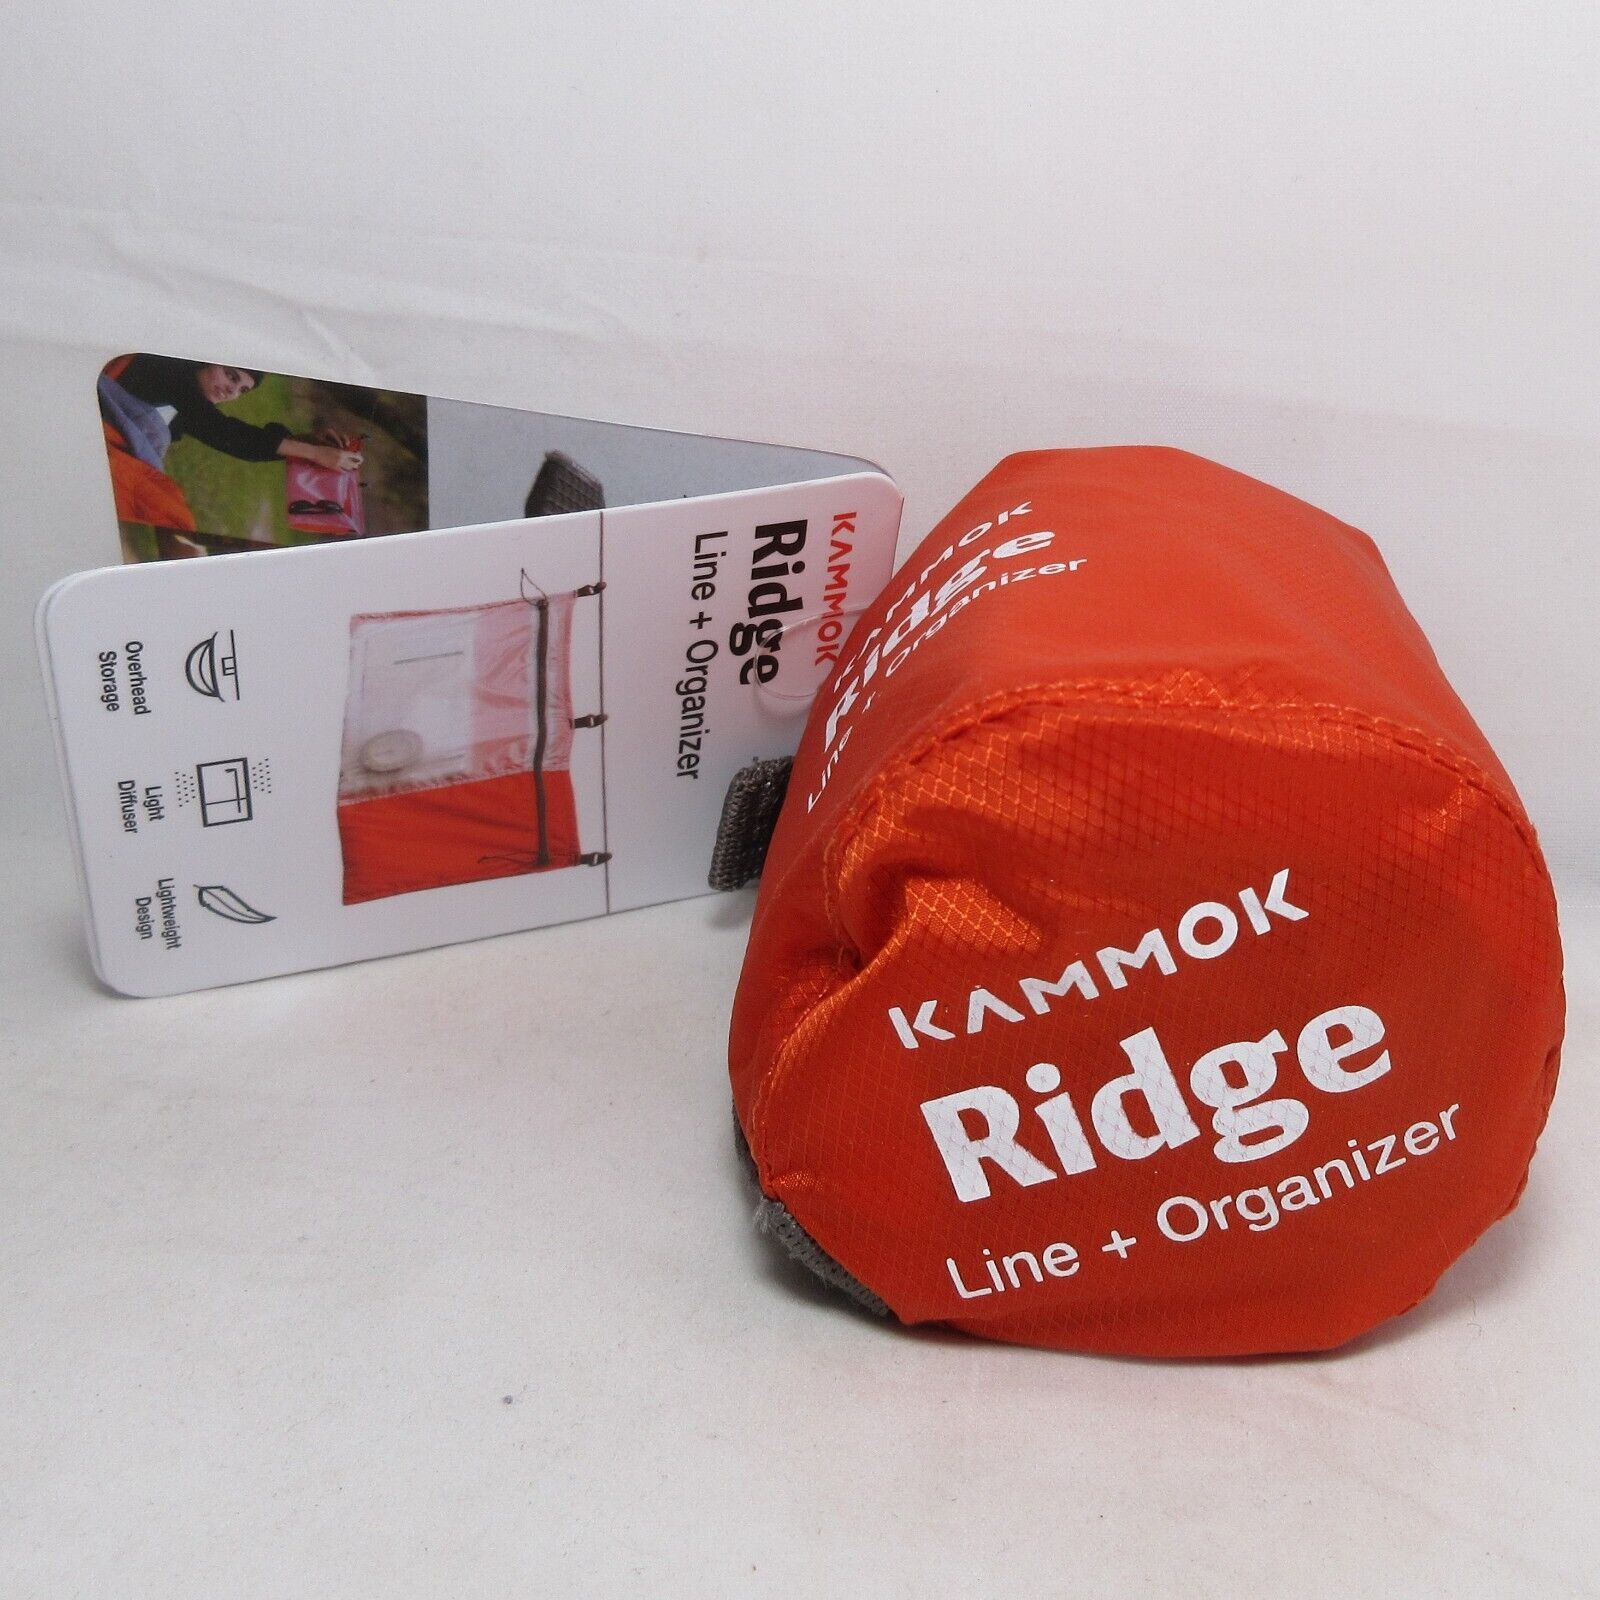 KAMMOK
Ridge
Line + Organizer
Overhead
Storage
Light
Diffuser
Lightweight
Design
KAMMOK
Ridge
Line + Organizer
KAMMOK
Ridge
Line + Organizer